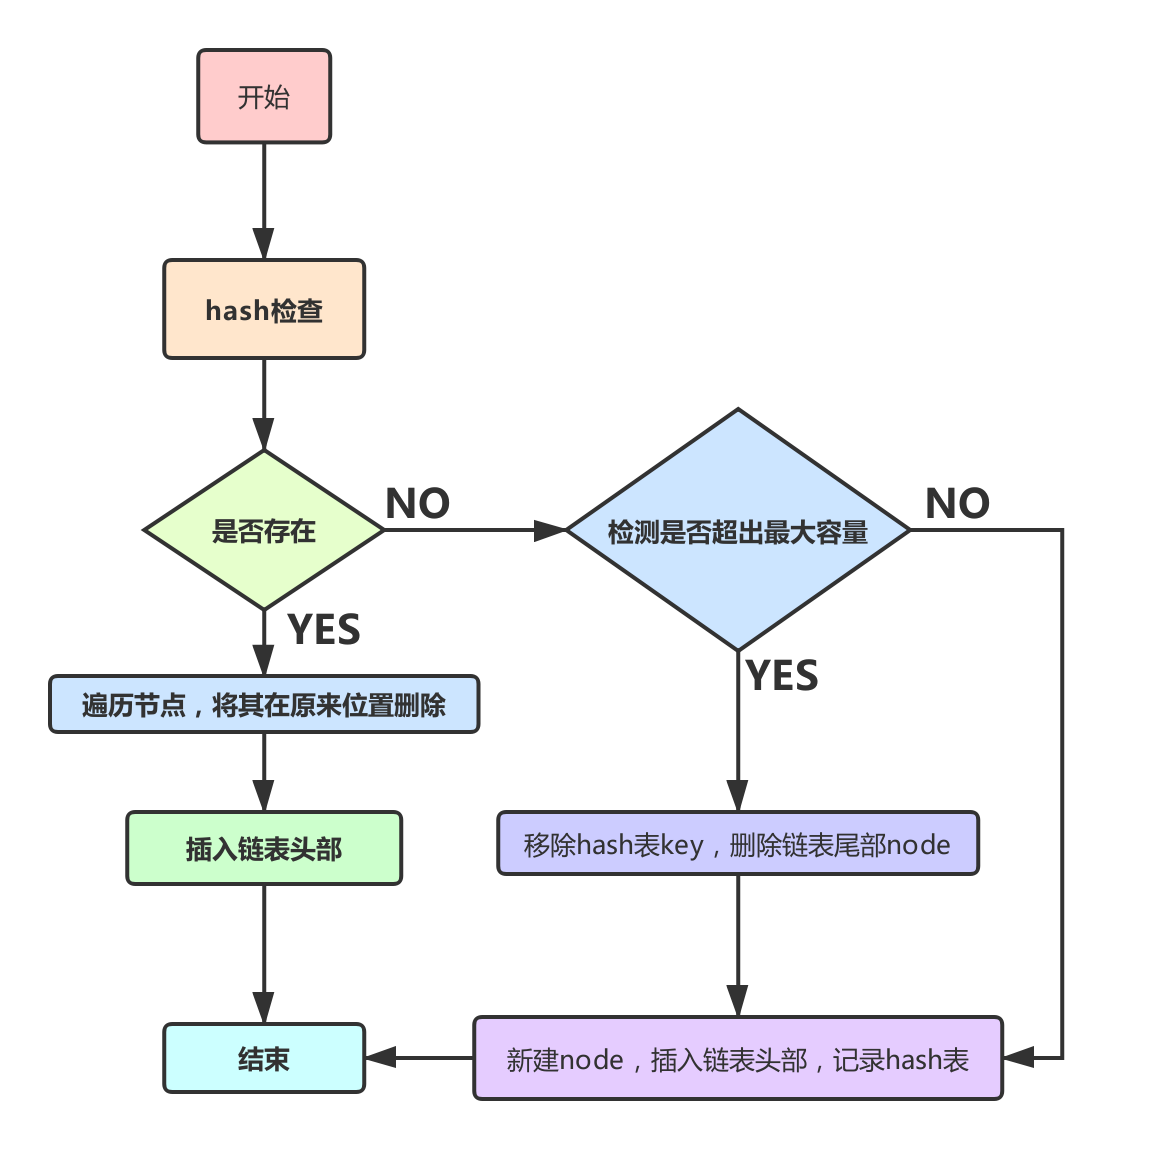 开始
hash检查
是否存在
NO
检测是否超出最大容量
NO
YES
遍历节点，将其在原来位置删除
YES
插入链表头部
移除hash表key，删除链表尾部node
结束
新建node，插入链表头部，记录hash表